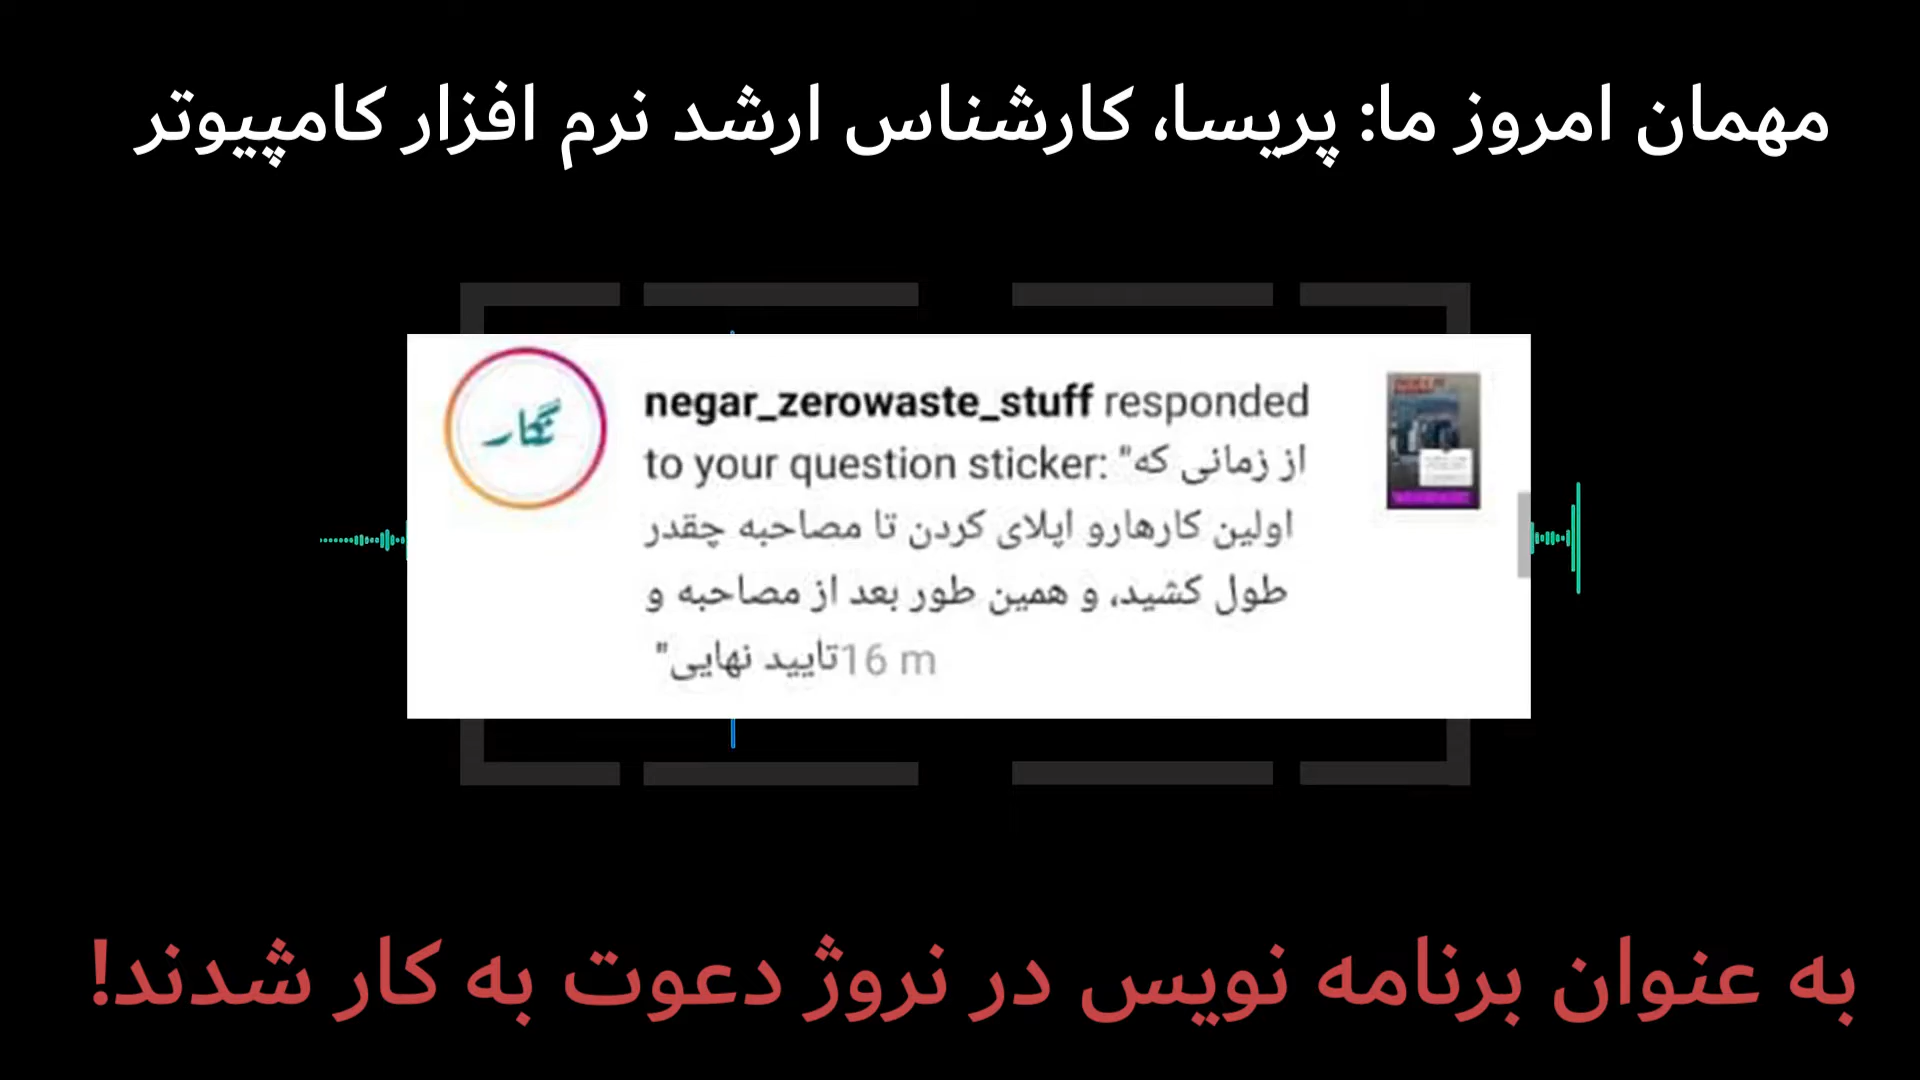 مهمان امروز ما: پریسا، کارشناس ارشد نرم افزار کامپیوتر
نگار
negar_zerowaste_stuff responded
to your question sticker: "از زمانی که
اولین کارهارو اپلای کردن تا مصاحبه چقدر
طول کشید، و همین طور بعد از مصاحبه و
تایید نهایی" 16 m
به عنوان برنامه نویس در نروژ دعوت به کار شدند!